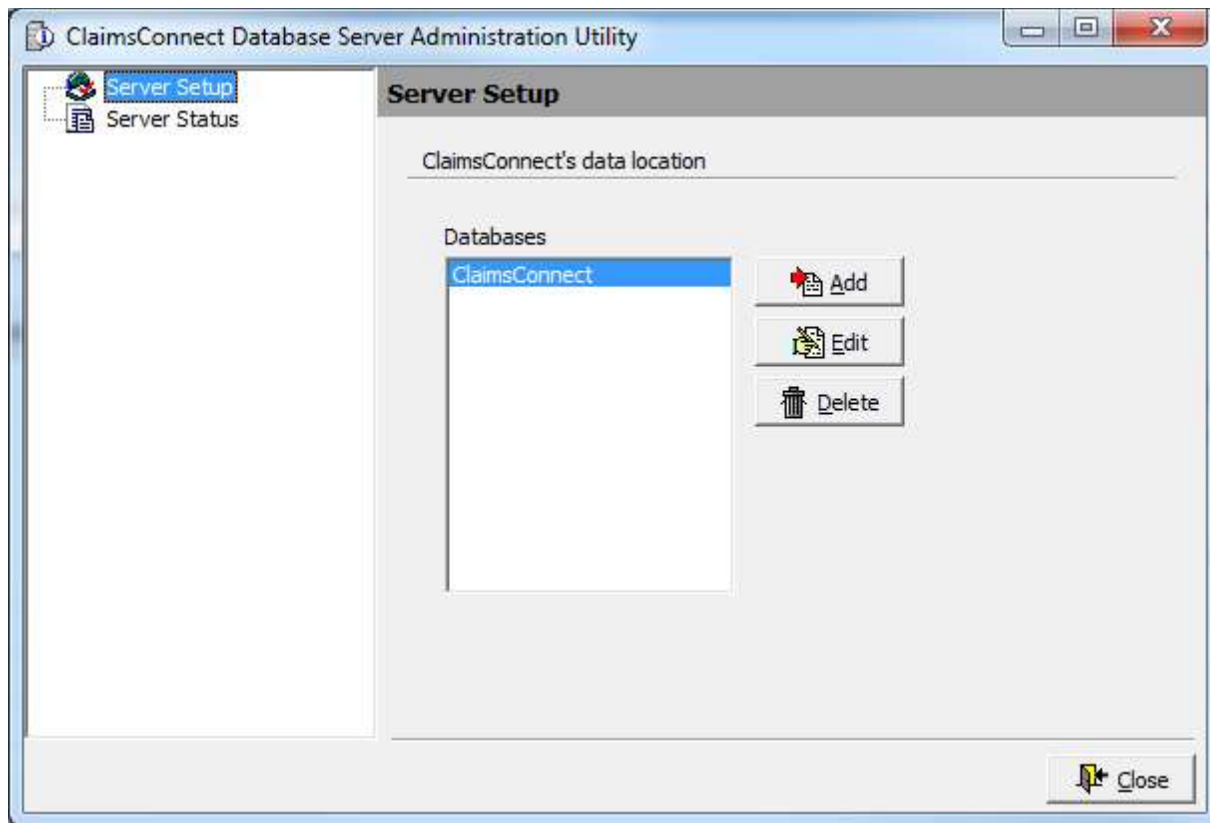 ClaimsConnect Database Server Administration Utility
Server Setup
Server Status
Server Setup
ClaimsConnect's data location
Databases
ClaimsConnect
Add
Edit
Delete
Close